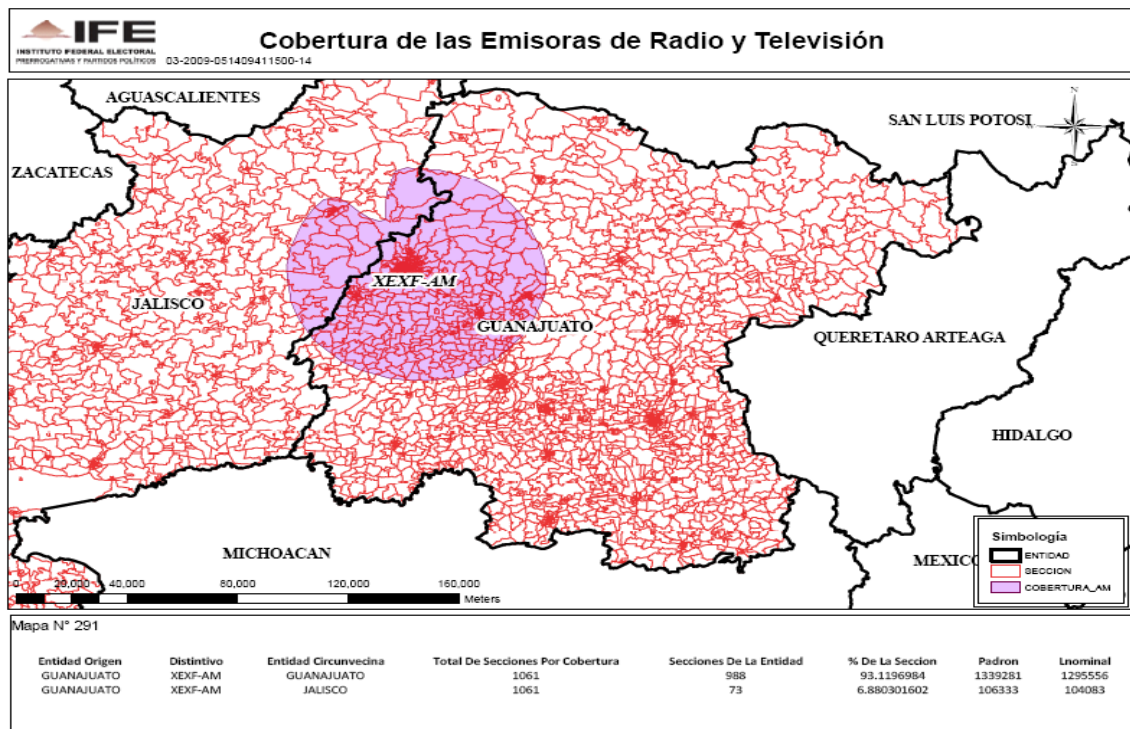 IFE
INSTITUTO FEDERAL ELECTORAL
PRERROGATIVAS Y PARTIDOS POLÍTICOS
03-2009-051409411500-14
Cobertura de las Emisoras de Radio y Televisión
AGUASCALIENTES
SAN LUIS POTOSI
N
ZACATECAS
XEXF-AM
JALISCO
GUANAJUATO
QUERETARO ARTEAGA
HIDALGO
MICHOACAN
MEXICO
Simbología
ENTIDAD
SECCION
COBERTURA_AM
0 20,000 40,000 80,000 120,000 160,000
Meters
Mapa N° 291
Entidad Origen Distintivo Entidad Circunvecina Total De Secciones Por Cobertura Secciones De La Entidad % De La Seccion Padron Lnominal
GUANAJUATO XEXF-AM GUANAJUATO 1061 988 93.1196984 1339281 1295556
GUANAJUATO XEXF-AM JALISCO 1061 73 6.880301602 106333 104083